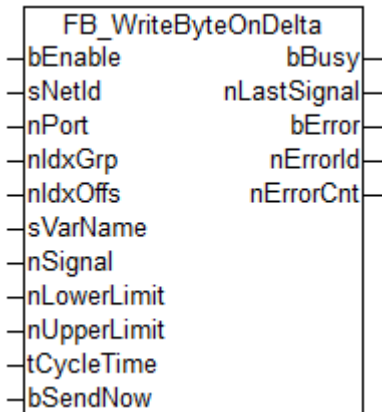 FB_WriteByteOnDelta
bEnable bBusy
sNetId nLastSignal
nPort bError
nIdxGrp nErrorId
nIdxOffs nErrorCnt
sVarName
nSignal
nLowerLimit
nUpperLimit
tCycleTime
bSendNow